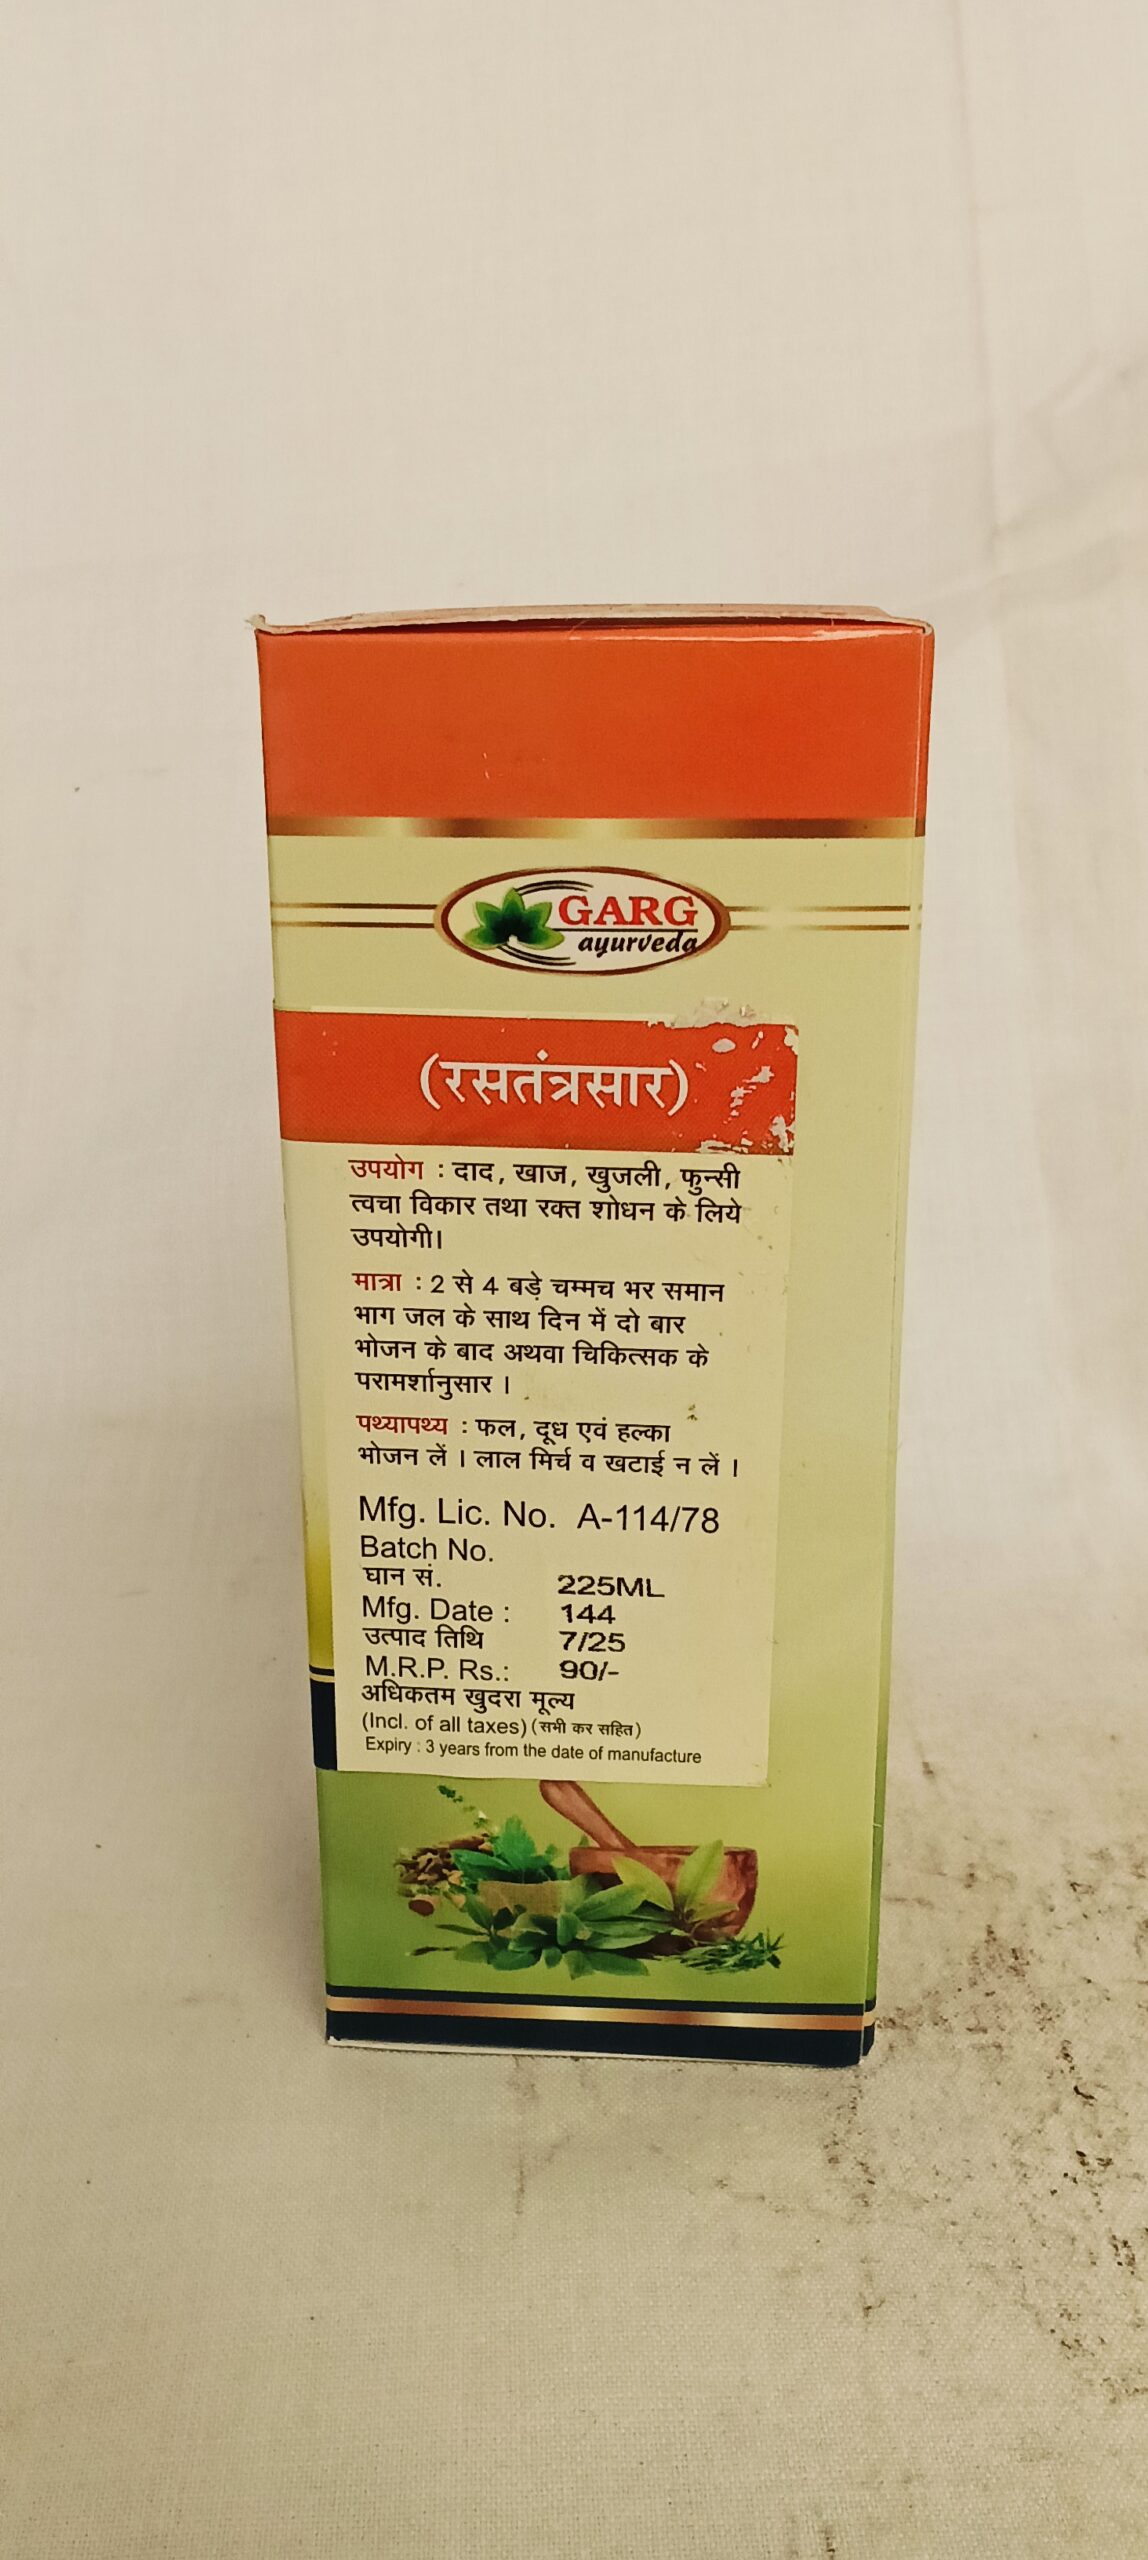 GARG
ayurveda
(रसतंत्रसार)
उपयोग : दाद, खाज, खुजली, फुन्सी
त्वचा विकार तथा रक्त शोधन के लिये
उपयोगी।
मात्रा : 2 से 4 बड़े चम्मच भर समान
भाग जल के साथ दिन में दो बार
भोजन के बाद अथवा चिकित्सक के
परामर्शानुसार ।
पथ्यापथ्य : फल, दूध एवं हल्का
भोजन लें । लाल मिर्च व खटाई न लें ।
Mfg. Lic. No. A-114/78
Batch No.
घान सं. 225ML
Mfg. Date : 144
उत्पाद तिथि 7/25
M.R.P. Rs.: 90/-
अधिकतम खुदरा मूल्य
(Incl. of all taxes) (सभी कर सहित)
Expiry : 3 years from the date of manufacture